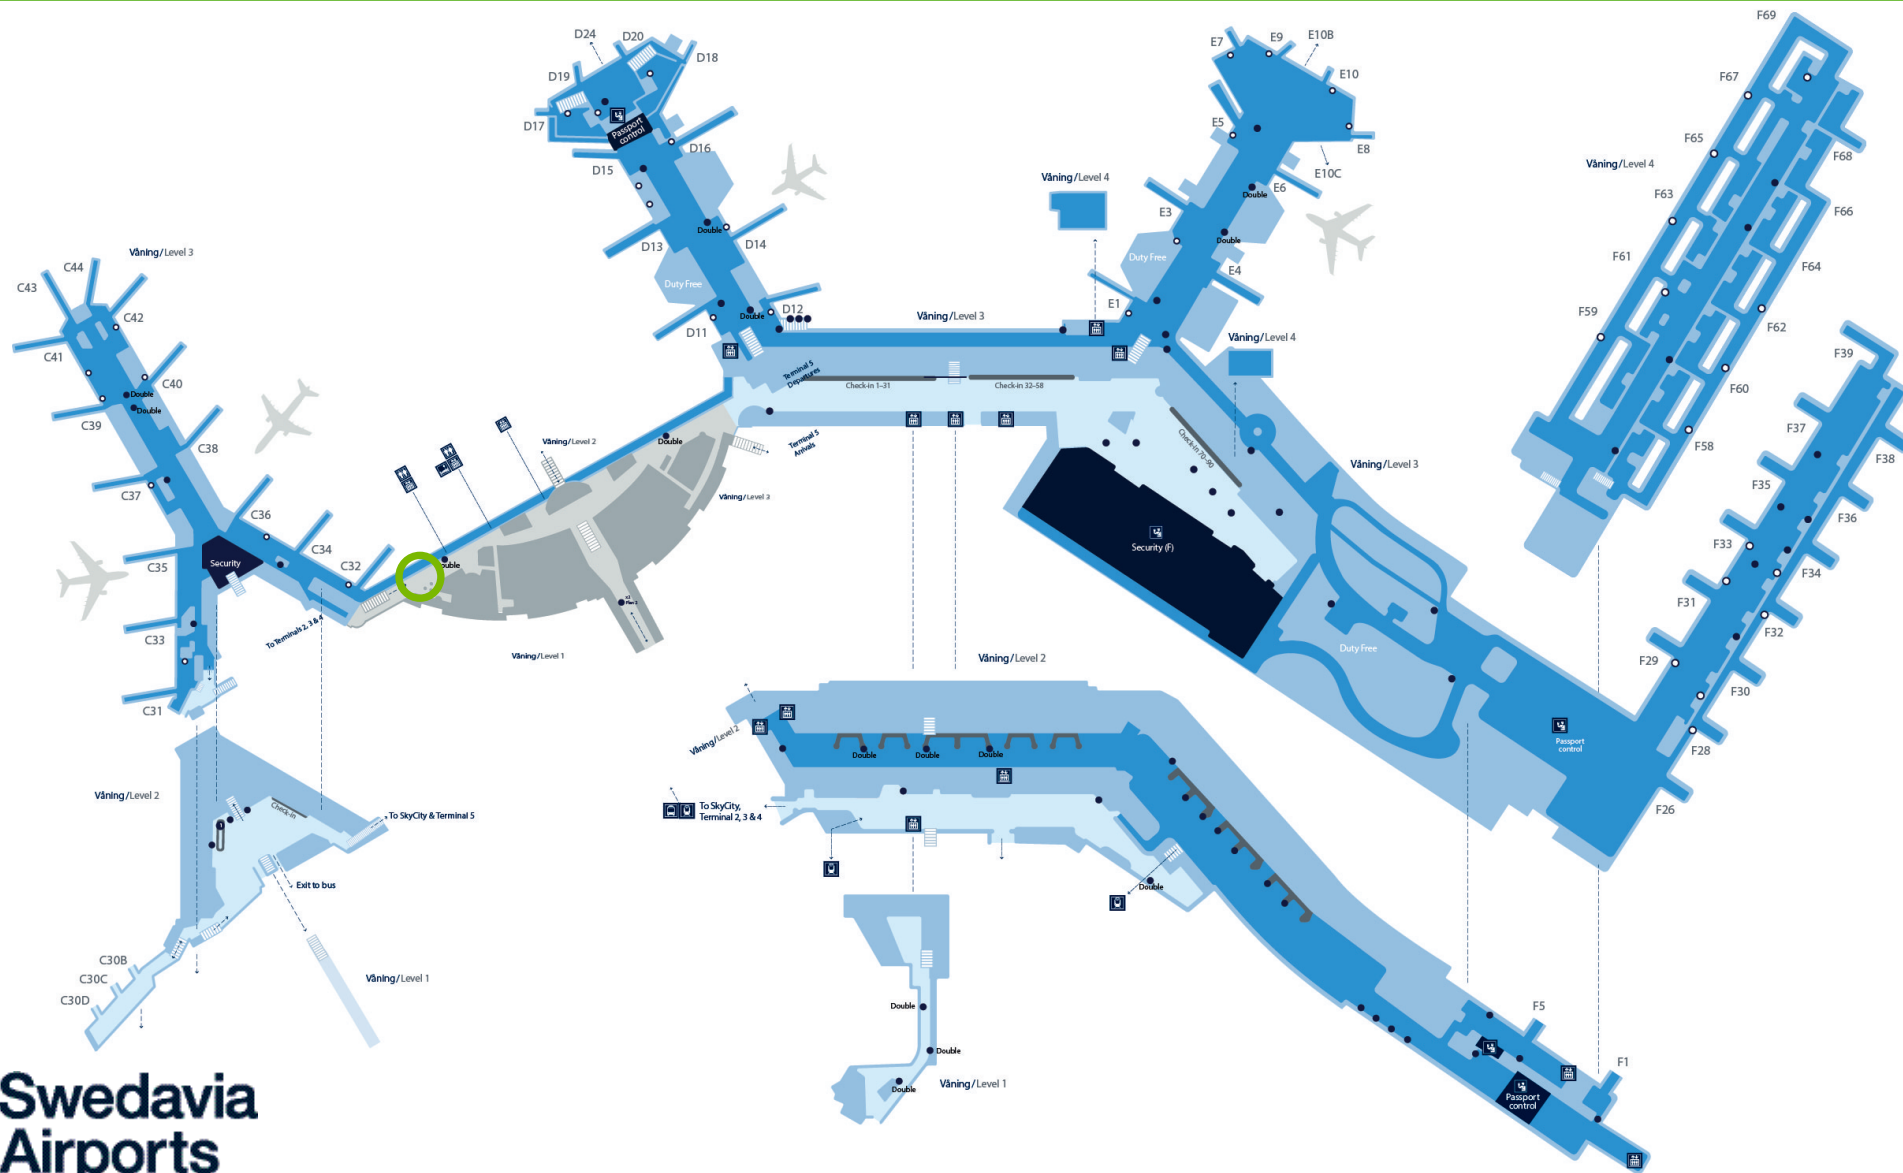 F69
D24
D20
D18
E7
E9
E10B
D19
E10
F67
D17
Passport
control
D16
E5
E8
F65
F68
D15
E10C
Våning/Level 4
Våning/Level 4
E6
Double
F63
E3
F66
Double
D13
D14
Double
Våning/Level 3
Duty Free
F61
C44
C43
E4
F64
Duty Free
E1
D12
Double
Våning/Level 3
F59
C42
D11
F62
Våning/Level 4
C41
F39
Terminal 5
Departures
Check-in 1–31
Check-in 32–58
C40
F60
Double
Double
C39
F37
Terminal 5
Arrivals
Double
Våning/Level 2
Check-in 70–90
C38
F58
F38
Våning/Level 3
C37
F35
Våning/Level 3
C36
F36
Security (F)
C34
F33
C35
Security
C32
F34
F31
C33
To Terminals 2, 3 & 4
F32
Våning/Level 1
Våning/Level 2
Duty Free
F29
F30
C31
Våning/Level 2
Passport
control
F28
Double
Double
Double
Våning/Level 2
To SkyCity,
Terminal 2, 3 & 4
F26
Check-in
To SkyCity & Terminal 5
Exit to bus
Double
C30B
C30C
C30D
Våning/Level 1
Double
F5
Double
F1
Double
Våning/Level 1
Passport
control
Swedavia
Airports